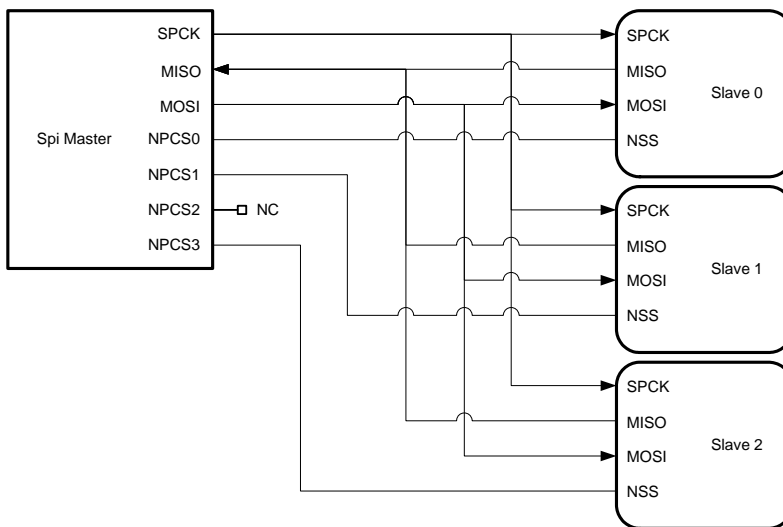 Spi Master
SPCK
MISO
MOSI
NPCS0
NPCS1
NPCS2
NC
NPCS3
SPCK
MISO
MOSI
NSS
Slave 0
SPCK
MISO
MOSI
NSS
Slave 1
SPCK
MISO
MOSI
NSS
Slave 2